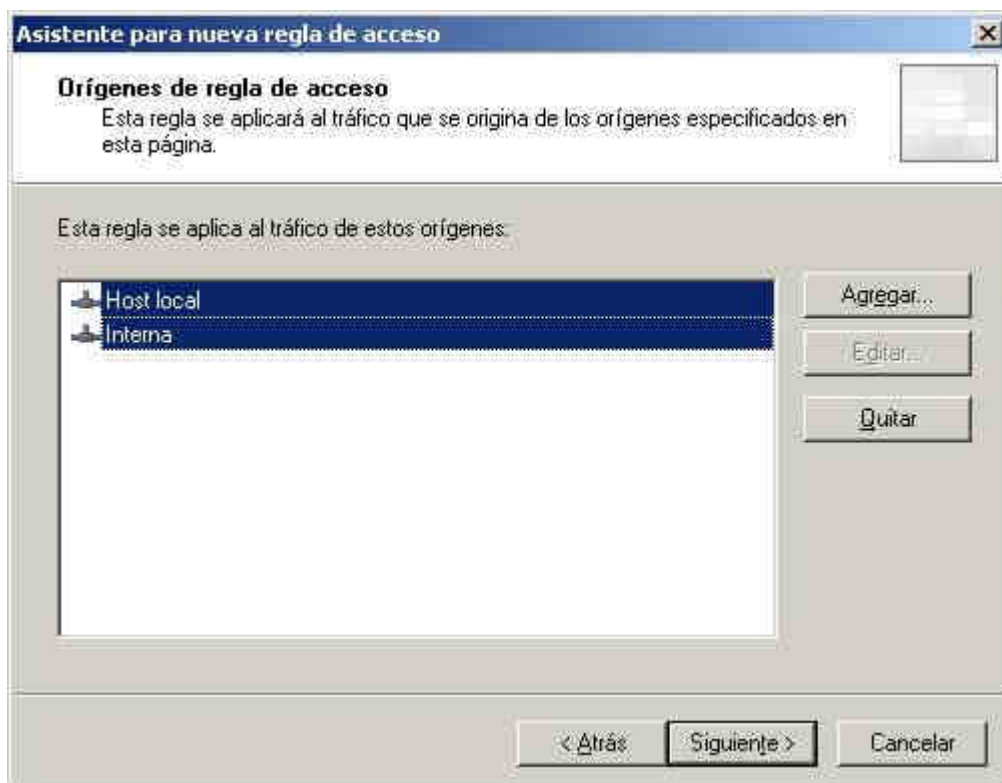 Asistente para nueva regla de acceso
Orígenes de regla de acceso
Esta regla se aplicará al tráfico que se origina de los orígenes especificados en
esta página.
Esta regla se aplica al tráfico de estos orígenes:
Host local
Interna
Agregar...
Editar...
Quitar
< Atrás
Siguiente >
Cancelar